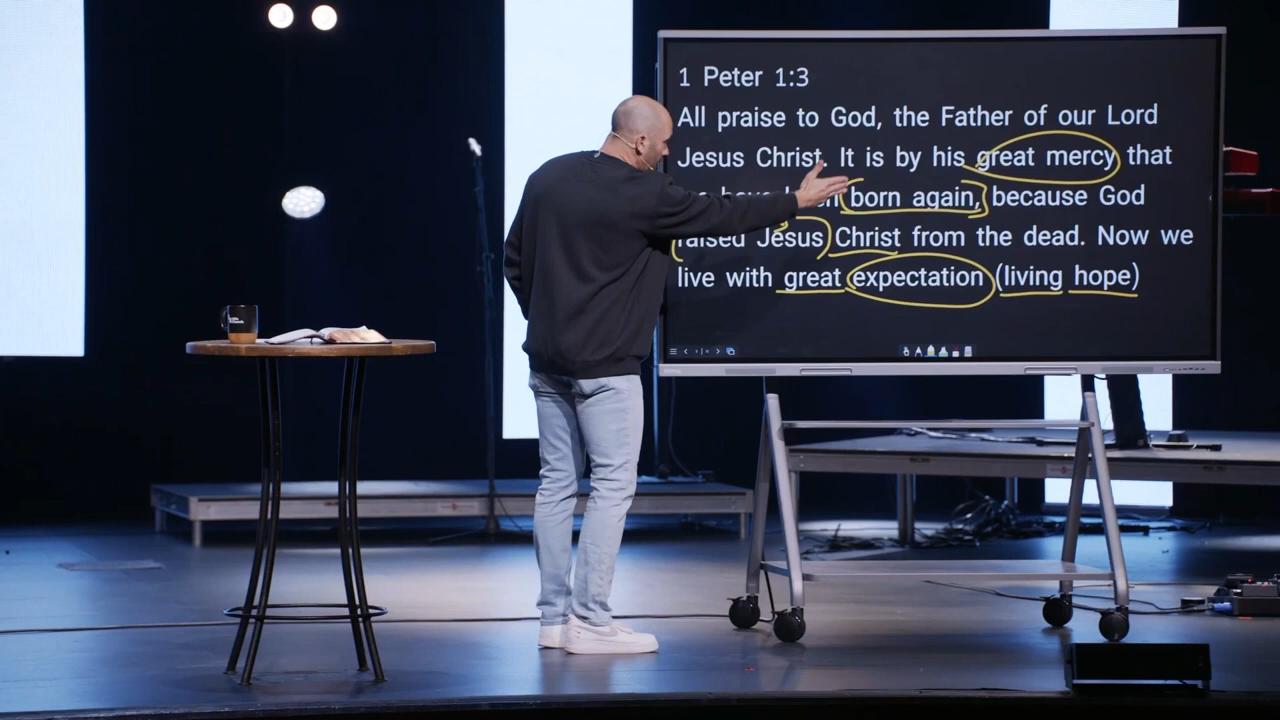 1 Peter 1:3
All praise to God, the Father of our Lord
Jesus Christ. It is by his great mercy that
born again, because God
raised Jesus Christ from the dead. Now we
live with great expectation (living hope)